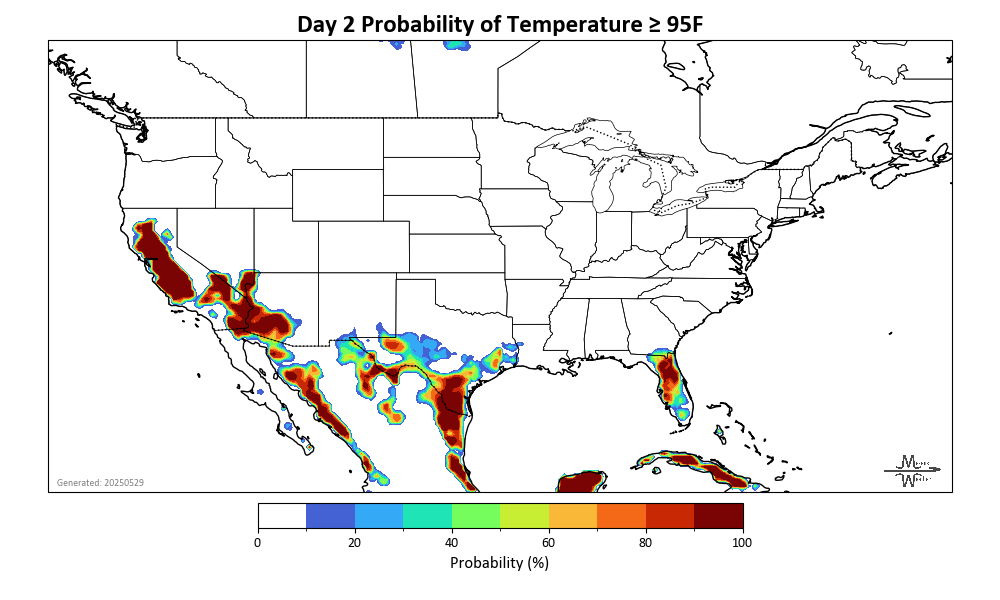 Day 2 Probability of Temperature ≥ 95F
Generated: 20250529
0 20 40 60 80 100
Probability (%)